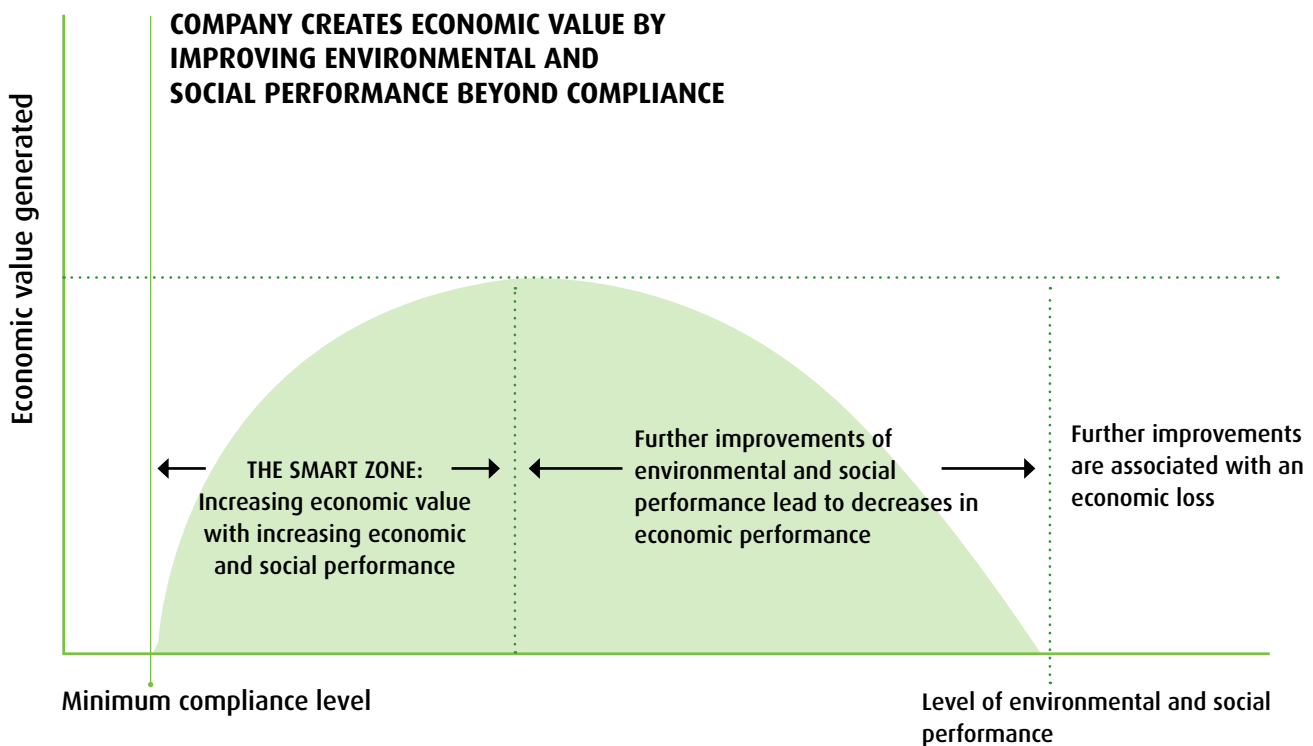 COMPANY CREATES ECONOMIC VALUE BY
IMPROVING ENVIRONMENTAL AND
SOCIAL PERFORMANCE BEYOND COMPLIANCE
Economic value generated
THE SMART ZONE:
Increasing economic value
with increasing economic
and social performance
Further improvements of
environmental and social
performance lead to decreases in
economic performance
Further improvements
are associated with an
economic loss
Minimum compliance level
Level of environmental and social
performance